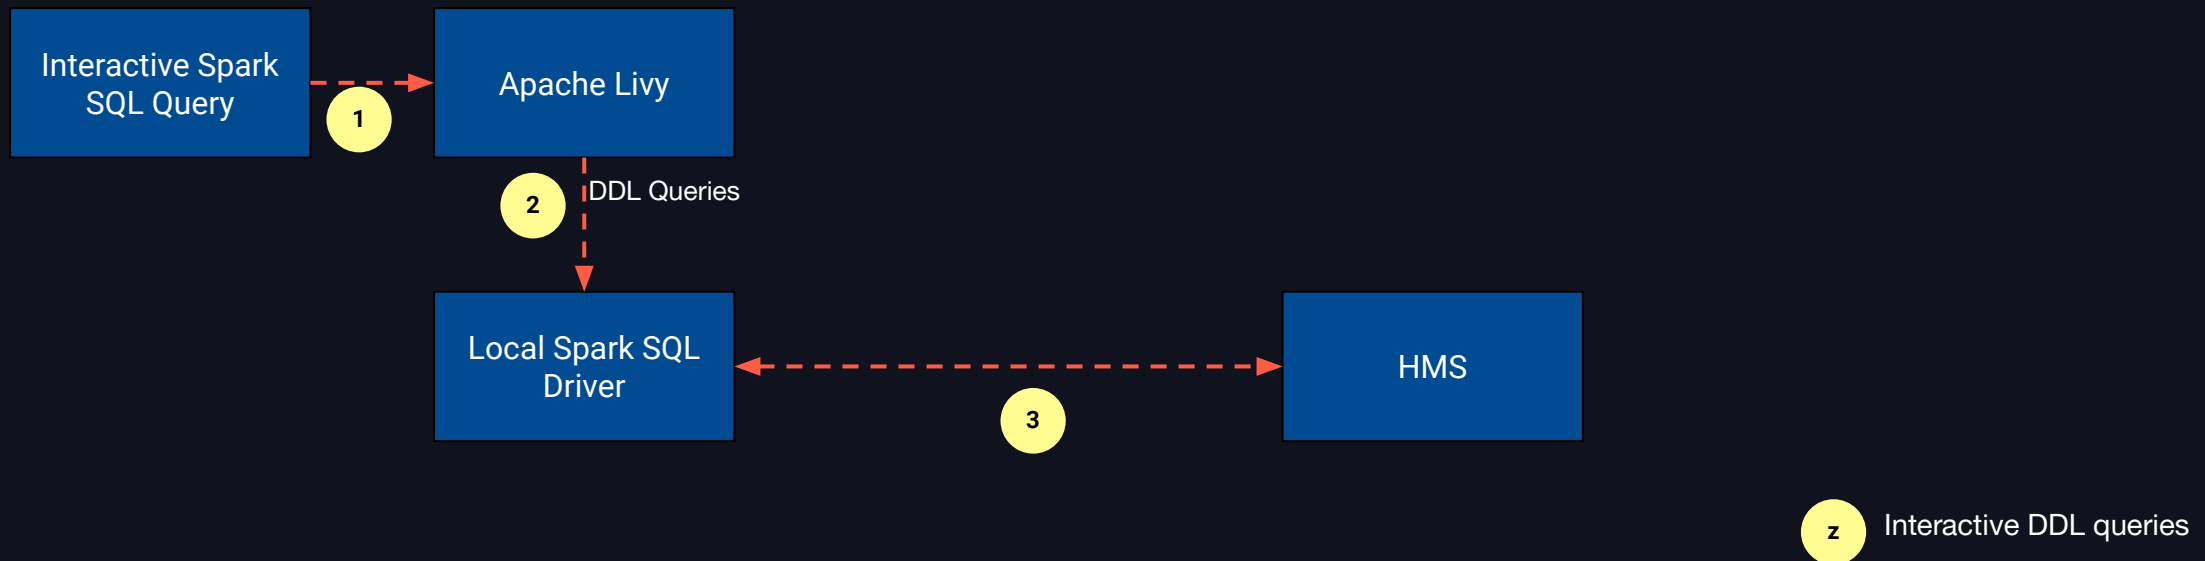 Interactive Spark
SQL Query
Apache Livy
1
2
DDL Queries
Local Spark SQL
Driver
HMS
3
z
Interactive DDL queries